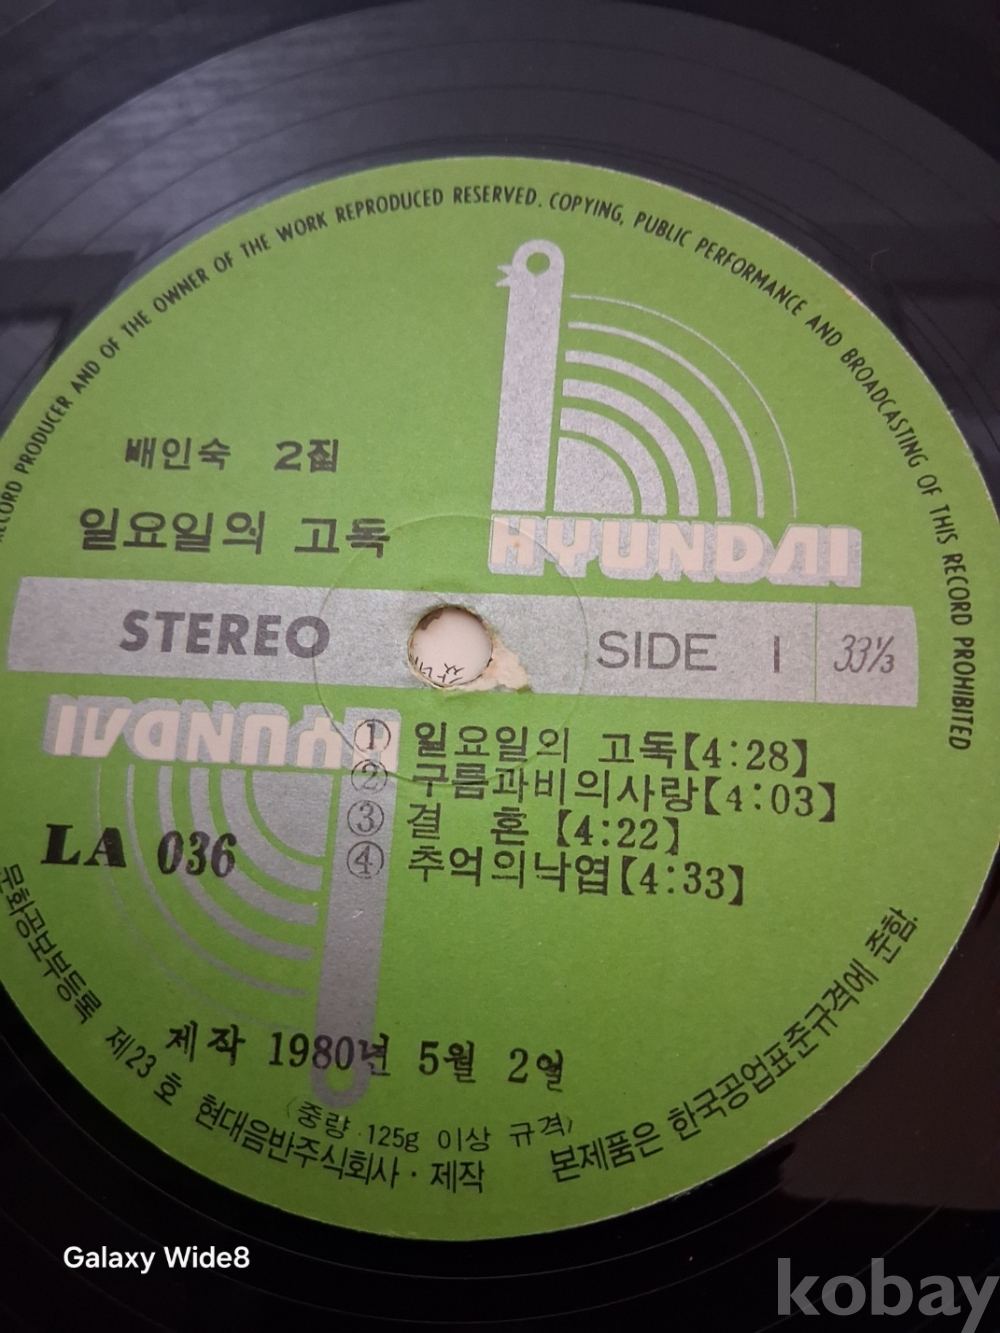 RECORD PRODUCER AND OF THE OWNER OF THE WORK REPRODUCED RESERVED. COPYING, PUBLIC PERFORMANCE AND BROADCASTING OF THIS RECORD PROHIBITED
배인숙 2집
일요일의 고독
HYUNDAI
STEREO
SIDE 1
33⅓
HYUNDAI
① 일요일의 고독【4:28】
② 구름과비의사랑【4:03】
③ 결 혼【4:22】
④ 추억의낙엽【4:33】
LA 036
제작 1980년 5월 2일
(중량 125g 이상 규격)
문화공보부등록 제23호 현대음반주식회사·제작
본제품은 한국공업표준규격에 준함
Galaxy Wide8
kobay